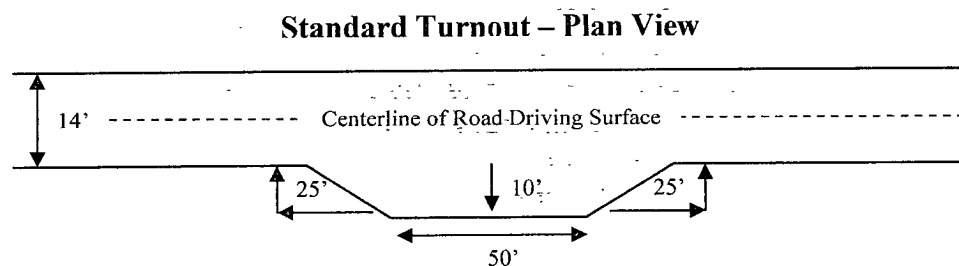 Standard Turnout – Plan View
14'
Centerline of Road Driving Surface
25'
10'
25'
50'